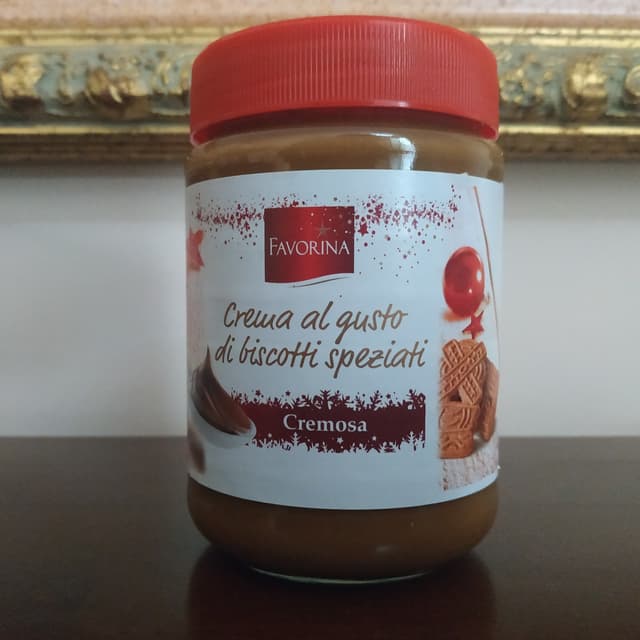 FAVORINA
Crema al gusto
di biscotti speziati
Cremosa